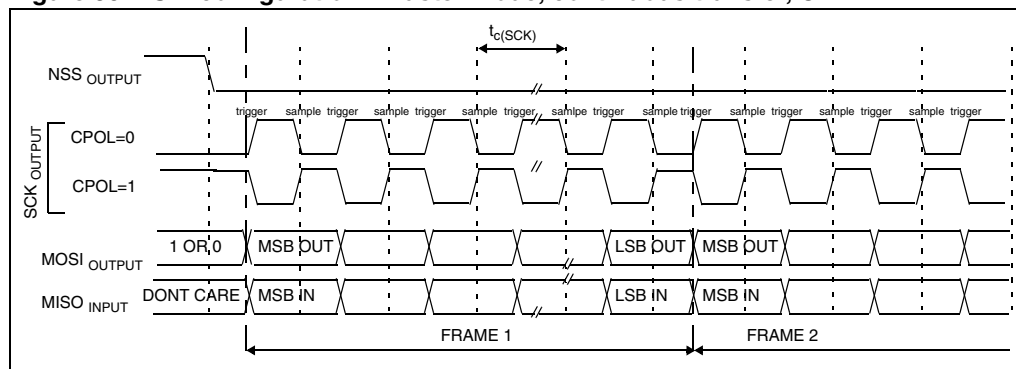 t c(SCK)
NSS OUTPUT
trigger sample trigger sample trigger sample trigger samlpe trigger sample trigger sample trigger sample trigger sample trigger
SCK OUTPUT
CPOL=0
CPOL=1
MOSI OUTPUT
1 OR 0 MSB OUT LSB OUT MSB OUT
MISO INPUT
DONT CARE MSB IN LSB IN MSB IN
FRAME 1 FRAME 2